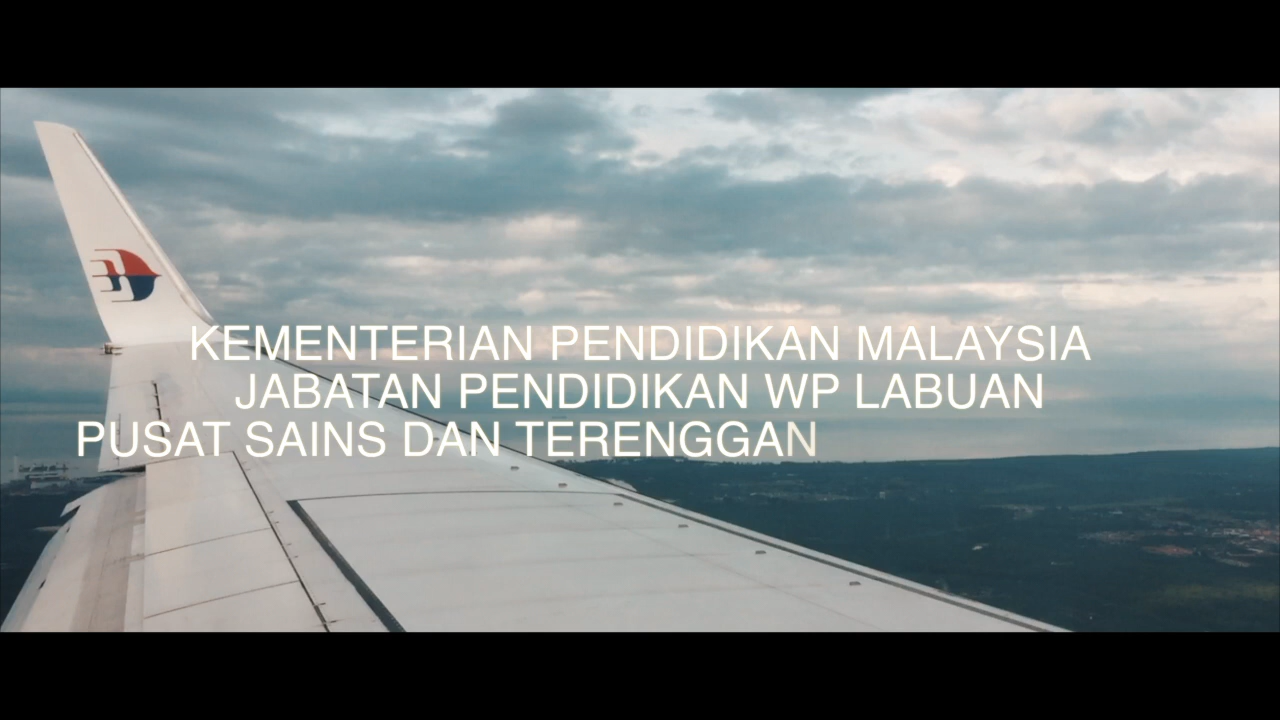 KEMENTERIAN PENDIDIKAN MALAYSIA
JABATAN PENDIDIKAN WP LABUAN
PUSAT SAINS DAN TERENGGAN